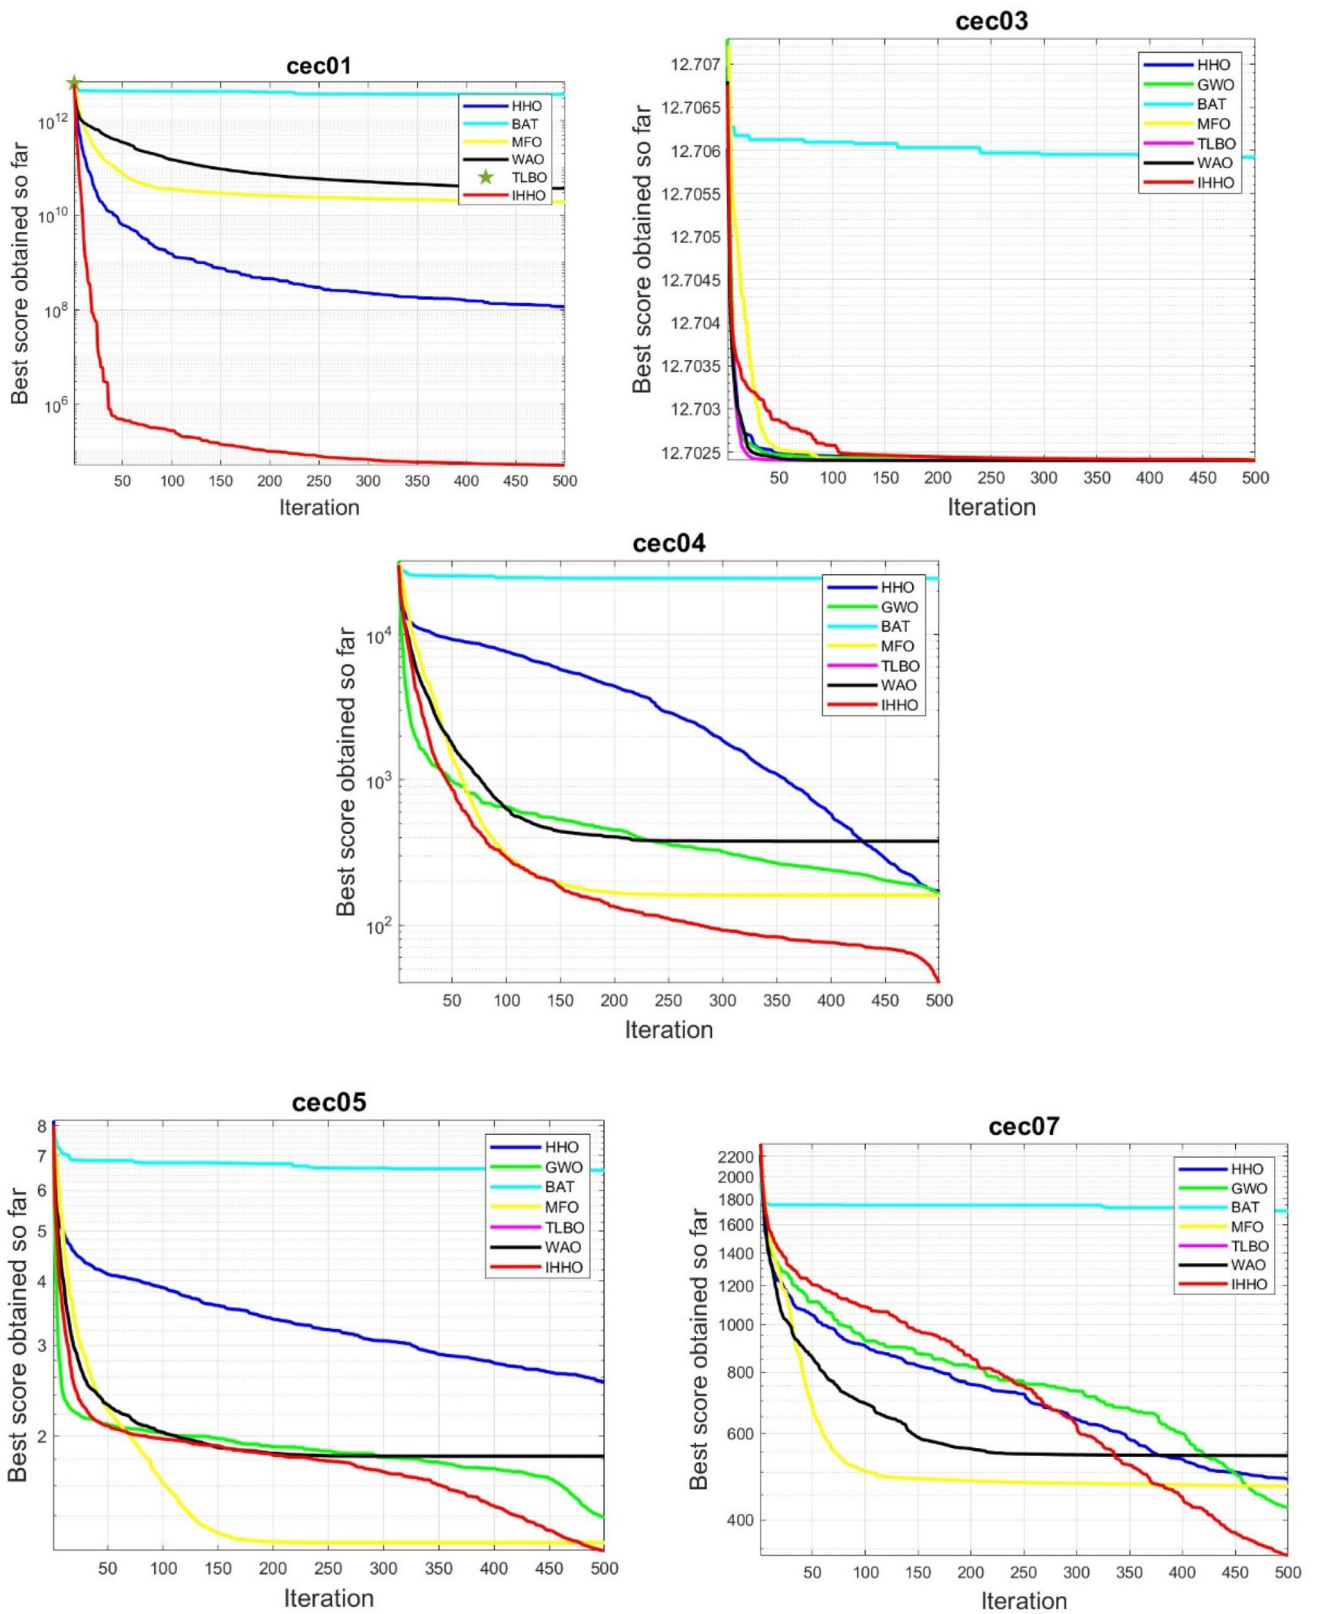 cec01
Best score obtained so far
10^12
10^10
10^8
10^6
HHO
BAT
MFO
WAO
TLBO
IHHO
50 100 150 200 250 300 350 400 450 500
Iteration
cec03
Best score obtained so far
12.707
12.7065
12.706
12.7055
12.705
12.7045
12.704
12.7035
12.703
12.7025
HHO
GWO
BAT
MFO
TLBO
WAO
IHHO
50 100 150 200 250 300 350 400 450 500
Iteration
cec04
Best score obtained so far
10^4
10^3
10^2
HHO
GWO
BAT
MFO
TLBO
WAO
IHHO
50 100 150 200 250 300 350 400 450 500
Iteration
cec05
Best score obtained so far
8
7
6
5
4
3
2
HHO
GWO
BAT
MFO
TLBO
WAO
IHHO
50 100 150 200 250 300 350 400 450 500
Iteration
cec07
Best score obtained so far
2200
2000
1800
1600
1400
1200
1000
800
600
400
HHO
GWO
BAT
MFO
TLBO
WAO
IHHO
50 100 150 200 250 300 350 400 450 500
Iteration